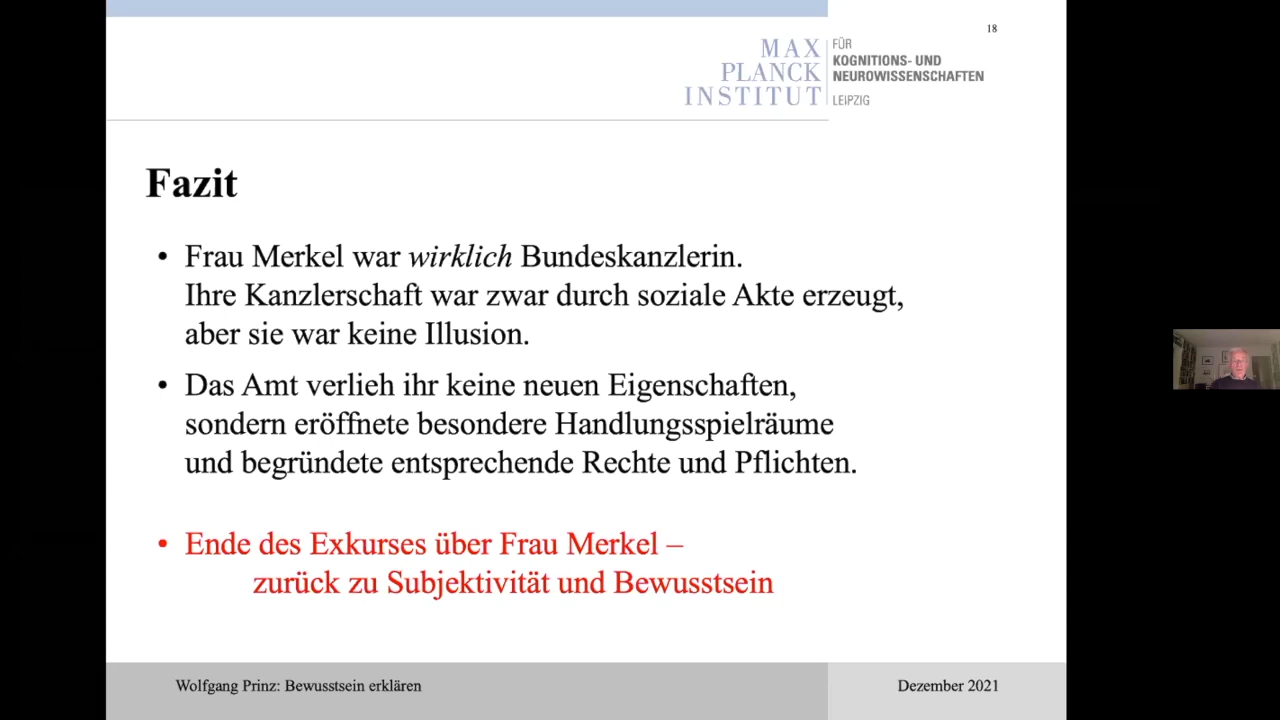 18
MAX
PLANCK
INSTITUT
FÜR
KOGNITIONS- UND
NEUROWISSENSCHAFTEN
LEIPZIG
Fazit
• Frau Merkel war wirklich Bundeskanzlerin.
Ihre Kanzlerschaft war zwar durch soziale Akte erzeugt,
aber sie war keine Illusion.
• Das Amt verlieh ihr keine neuen Eigenschaften,
sondern eröffnete besondere Handlungsspielräume
und begründete entsprechende Rechte und Pflichten.
• Ende des Exkurses über Frau Merkel –
zurück zu Subjektivität und Bewusstsein
Wolfgang Prinz: Bewusstsein erklären
Dezember 2021